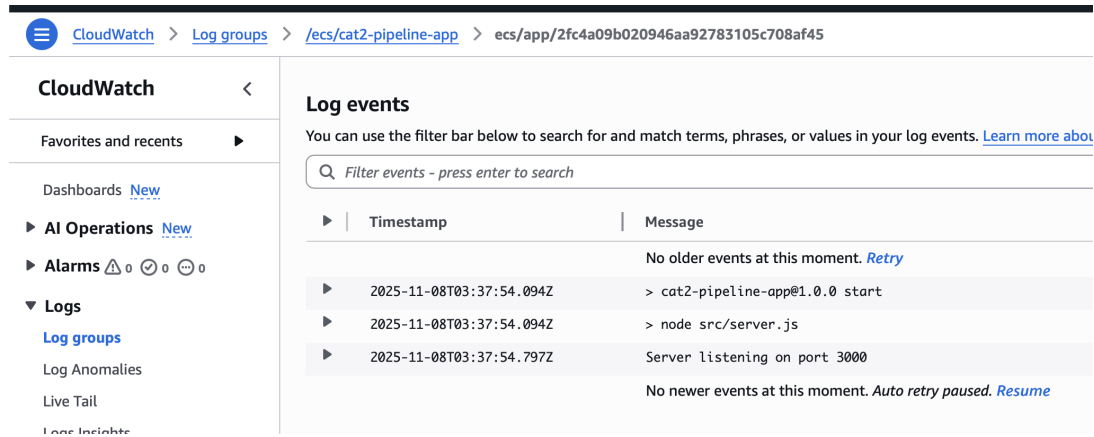 CloudWatch > Log groups > /ecs/cat2-pipeline-app > ecs/app/2fc4a09b020946aa92783105c708af45
CloudWatch
Favorites and recents
Dashboards New
AI Operations New
Alarms 0 0 0
Logs
Log groups
Log Anomalies
Live Tail
Logs Insights
Log events
You can use the filter bar below to search for and match terms, phrases, or values in your log events. Learn more abou
Filter events - press enter to search
Timestamp Message
No older events at this moment. Retry
2025-11-08T03:37:54.094Z > cat2-pipeline-app@1.0.0 start
2025-11-08T03:37:54.094Z > node src/server.js
2025-11-08T03:37:54.797Z Server listening on port 3000
No newer events at this moment. Auto retry paused. Resume